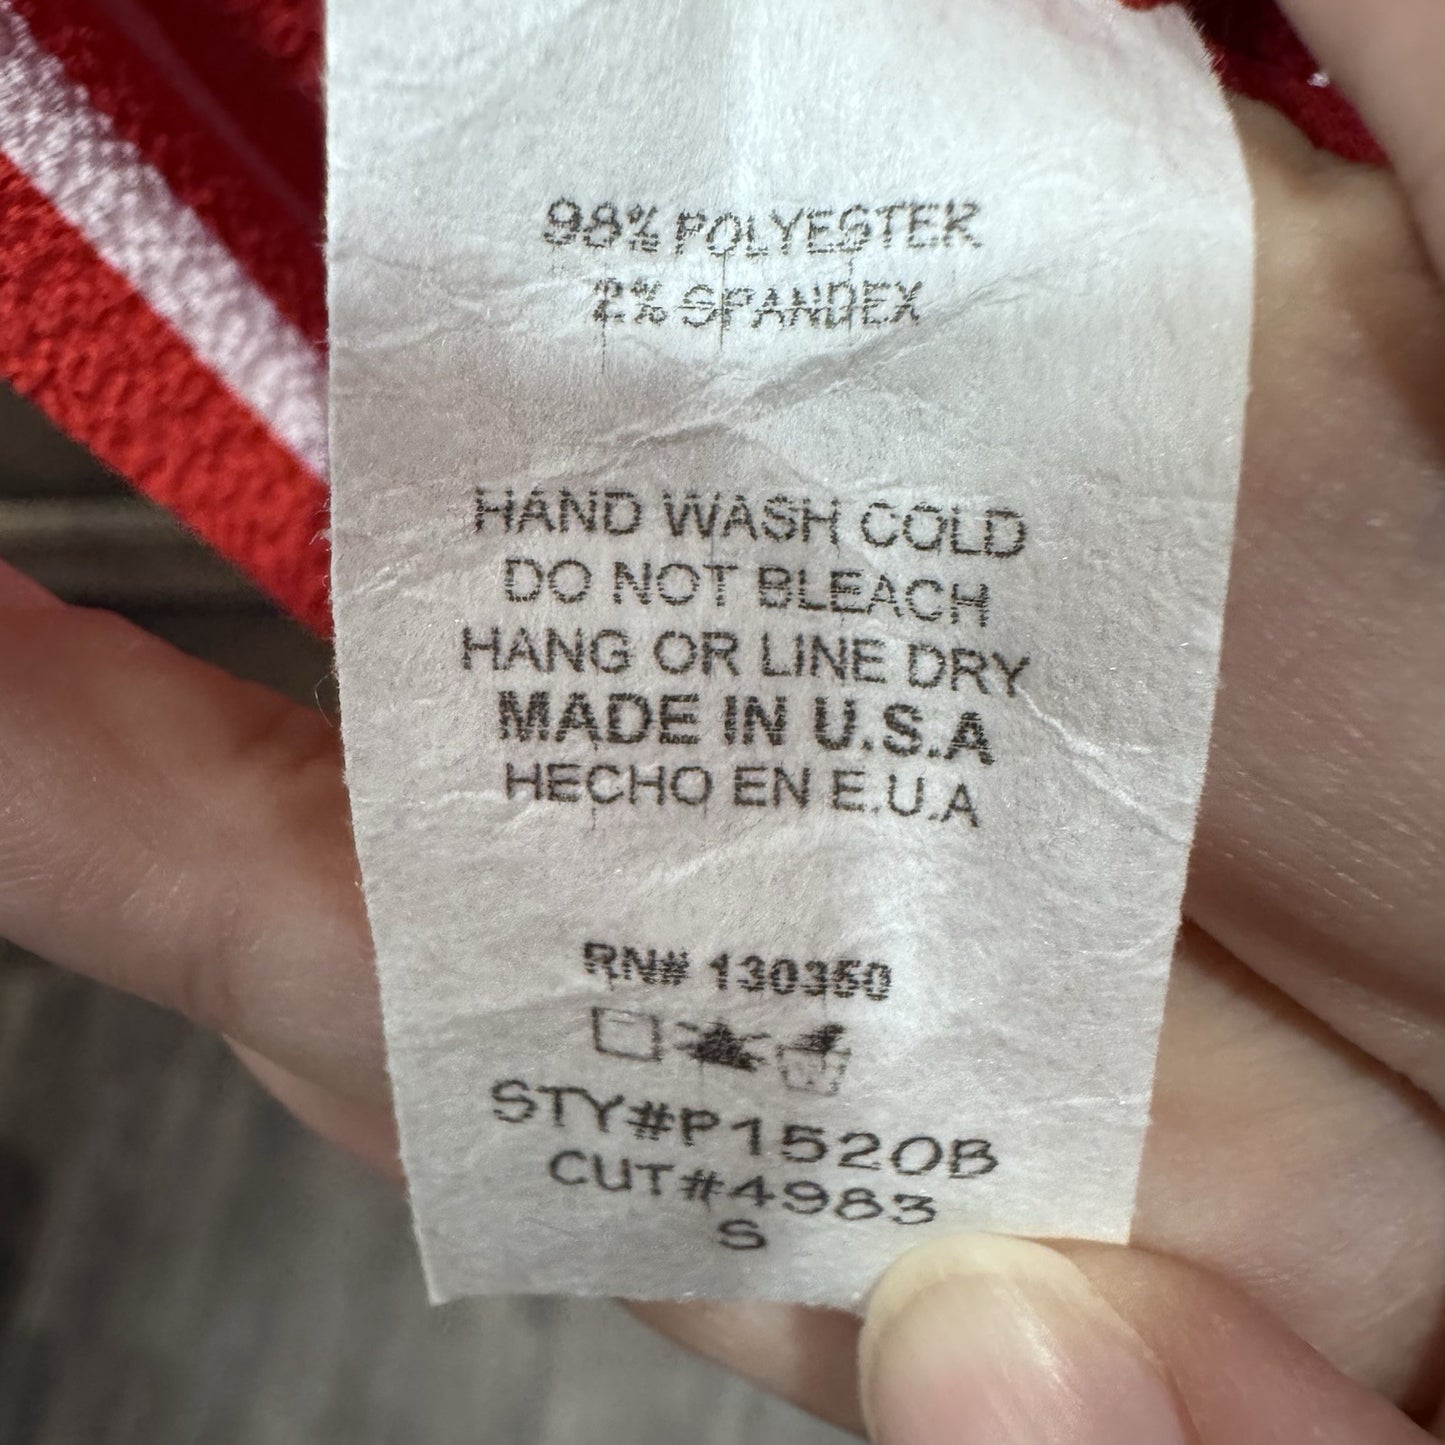 98% POLYESTER
2% SPANDEX
HAND WASH COLD
DO NOT BLEACH
HANG OR LINE DRY
MADE IN U.S.A
HECHO EN E.U.A
RN# 130350
STY#P1520B
CUT#4983
S